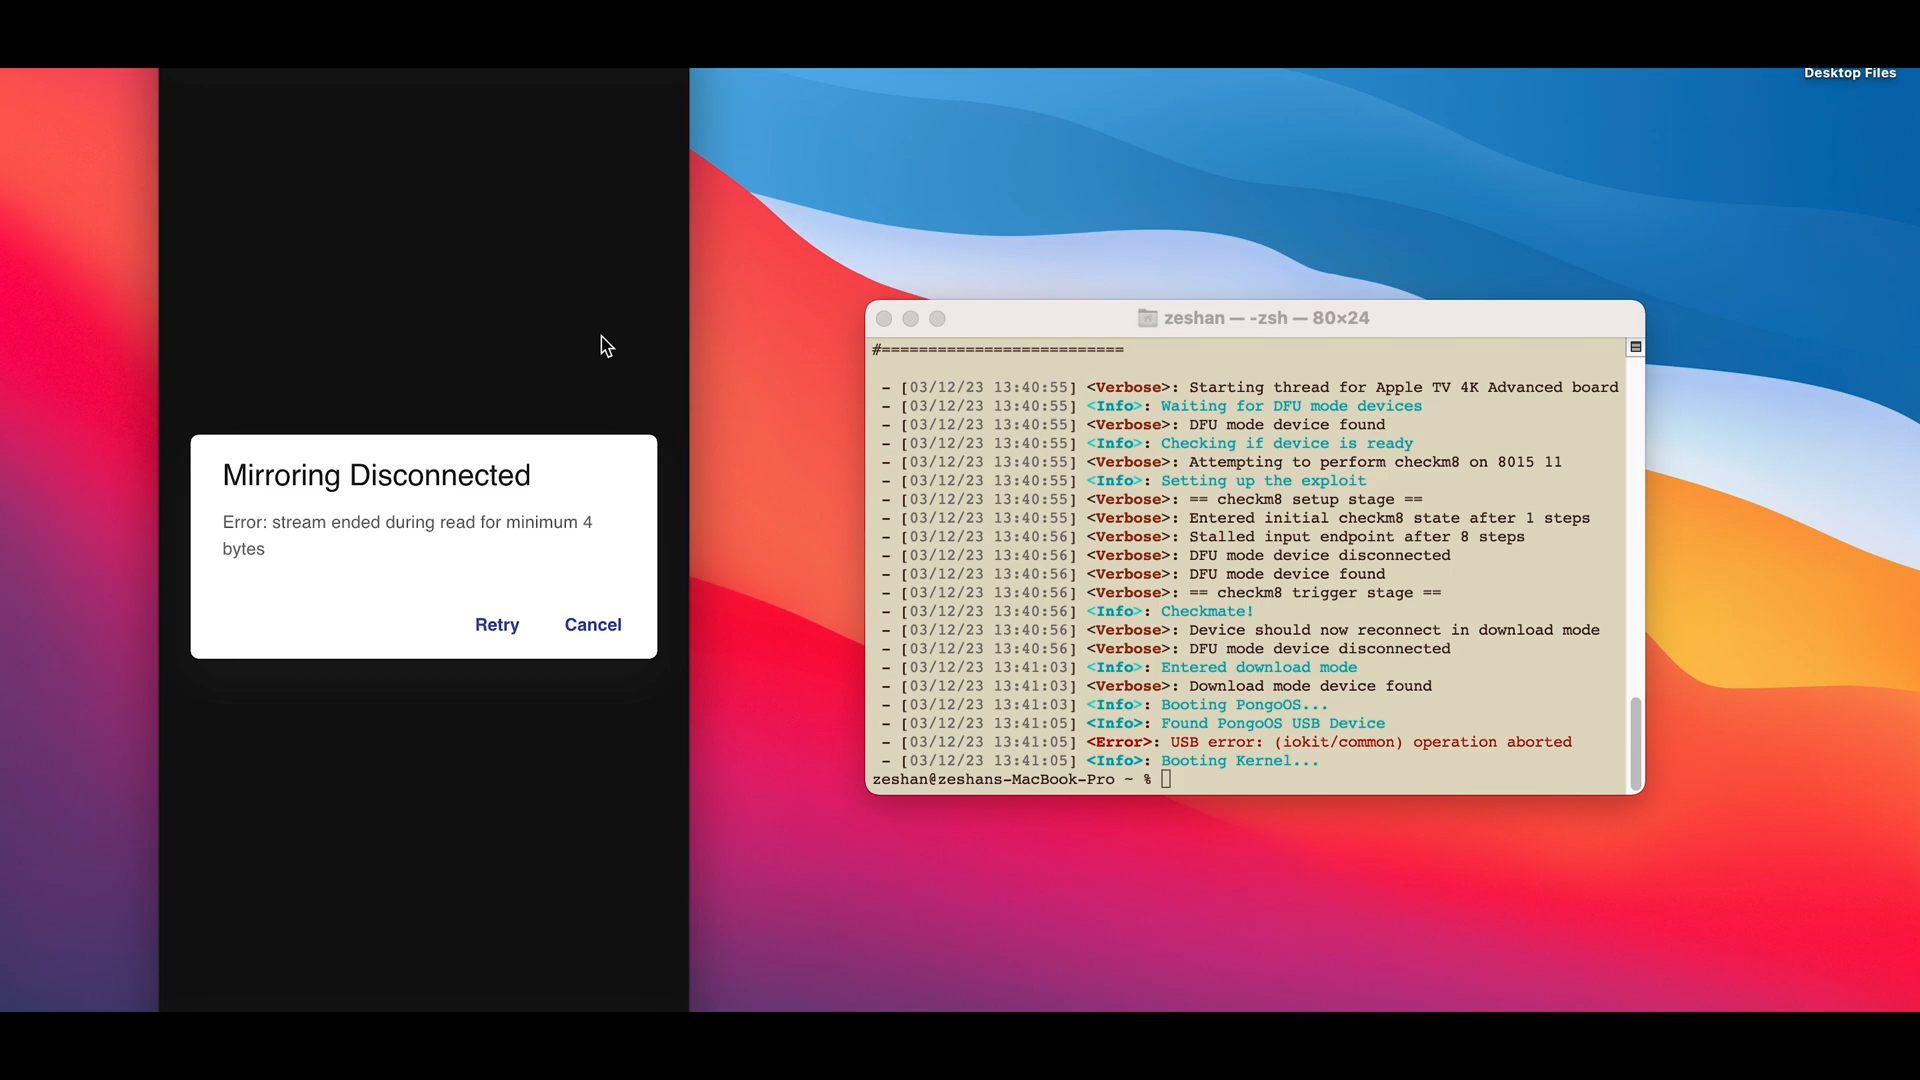 Desktop Files
Mirroring Disconnected
Error: stream ended during read for minimum 4
bytes
Retry Cancel
zeshan — -zsh — 80×24
#==========================
- [03/12/23 13:40:55] <Verbose>: Starting thread for Apple TV 4K Advanced board
- [03/12/23 13:40:55] <Info>: Waiting for DFU mode devices
- [03/12/23 13:40:55] <Verbose>: DFU mode device found
- [03/12/23 13:40:55] <Info>: Checking if device is ready
- [03/12/23 13:40:55] <Verbose>: Attempting to perform checkm8 on 8015 11
- [03/12/23 13:40:55] <Info>: Setting up the exploit
- [03/12/23 13:40:55] <Verbose>: == checkm8 setup stage ==
- [03/12/23 13:40:55] <Verbose>: Entered initial checkm8 state after 1 steps
- [03/12/23 13:40:56] <Verbose>: Stalled input endpoint after 8 steps
- [03/12/23 13:40:56] <Verbose>: DFU mode device disconnected
- [03/12/23 13:40:56] <Verbose>: DFU mode device found
- [03/12/23 13:40:56] <Verbose>: == checkm8 trigger stage ==
- [03/12/23 13:40:56] <Info>: Checkmate!
- [03/12/23 13:40:56] <Verbose>: Device should now reconnect in download mode
- [03/12/23 13:40:56] <Verbose>: DFU mode device disconnected
- [03/12/23 13:41:03] <Info>: Entered download mode
- [03/12/23 13:41:03] <Verbose>: Download mode device found
- [03/12/23 13:41:03] <Info>: Booting PongoOS...
- [03/12/23 13:41:05] <Info>: Found PongoOS USB Device
- [03/12/23 13:41:05] <Error>: USB error: (iokit/common) operation aborted
- [03/12/23 13:41:05] <Info>: Booting Kernel...
zeshan@zeshans-MacBook-Pro ~ %